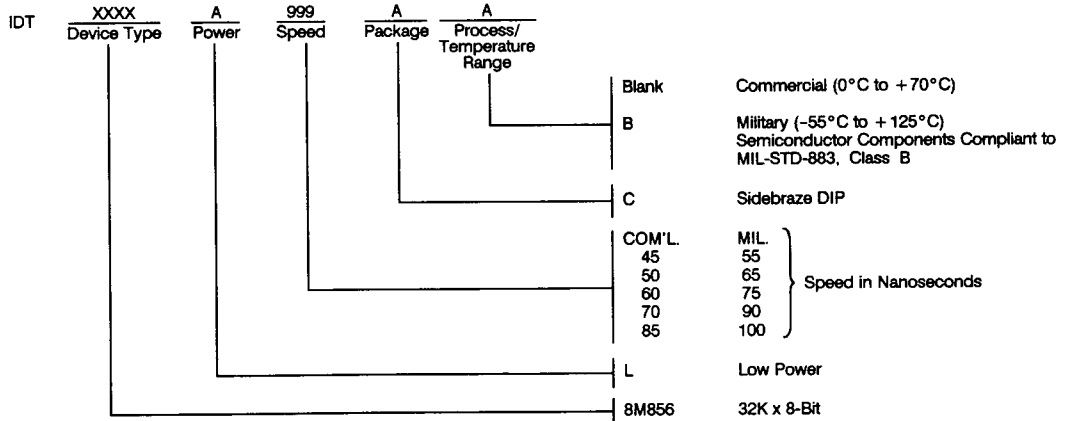 IDT XXXX A 999 A A
Device Type Power Speed Package Process/
Temperature
Range
Blank Commercial (0°C to +70°C)
B Military (-55°C to +125°C)
Semiconductor Components Compliant to
MIL-STD-883, Class B
C Sidebraze DIP
COM'L. MIL.
45 55
50 65
60 75
70 90
85 100
Speed in Nanoseconds
L Low Power
8M856 32K x 8-Bit